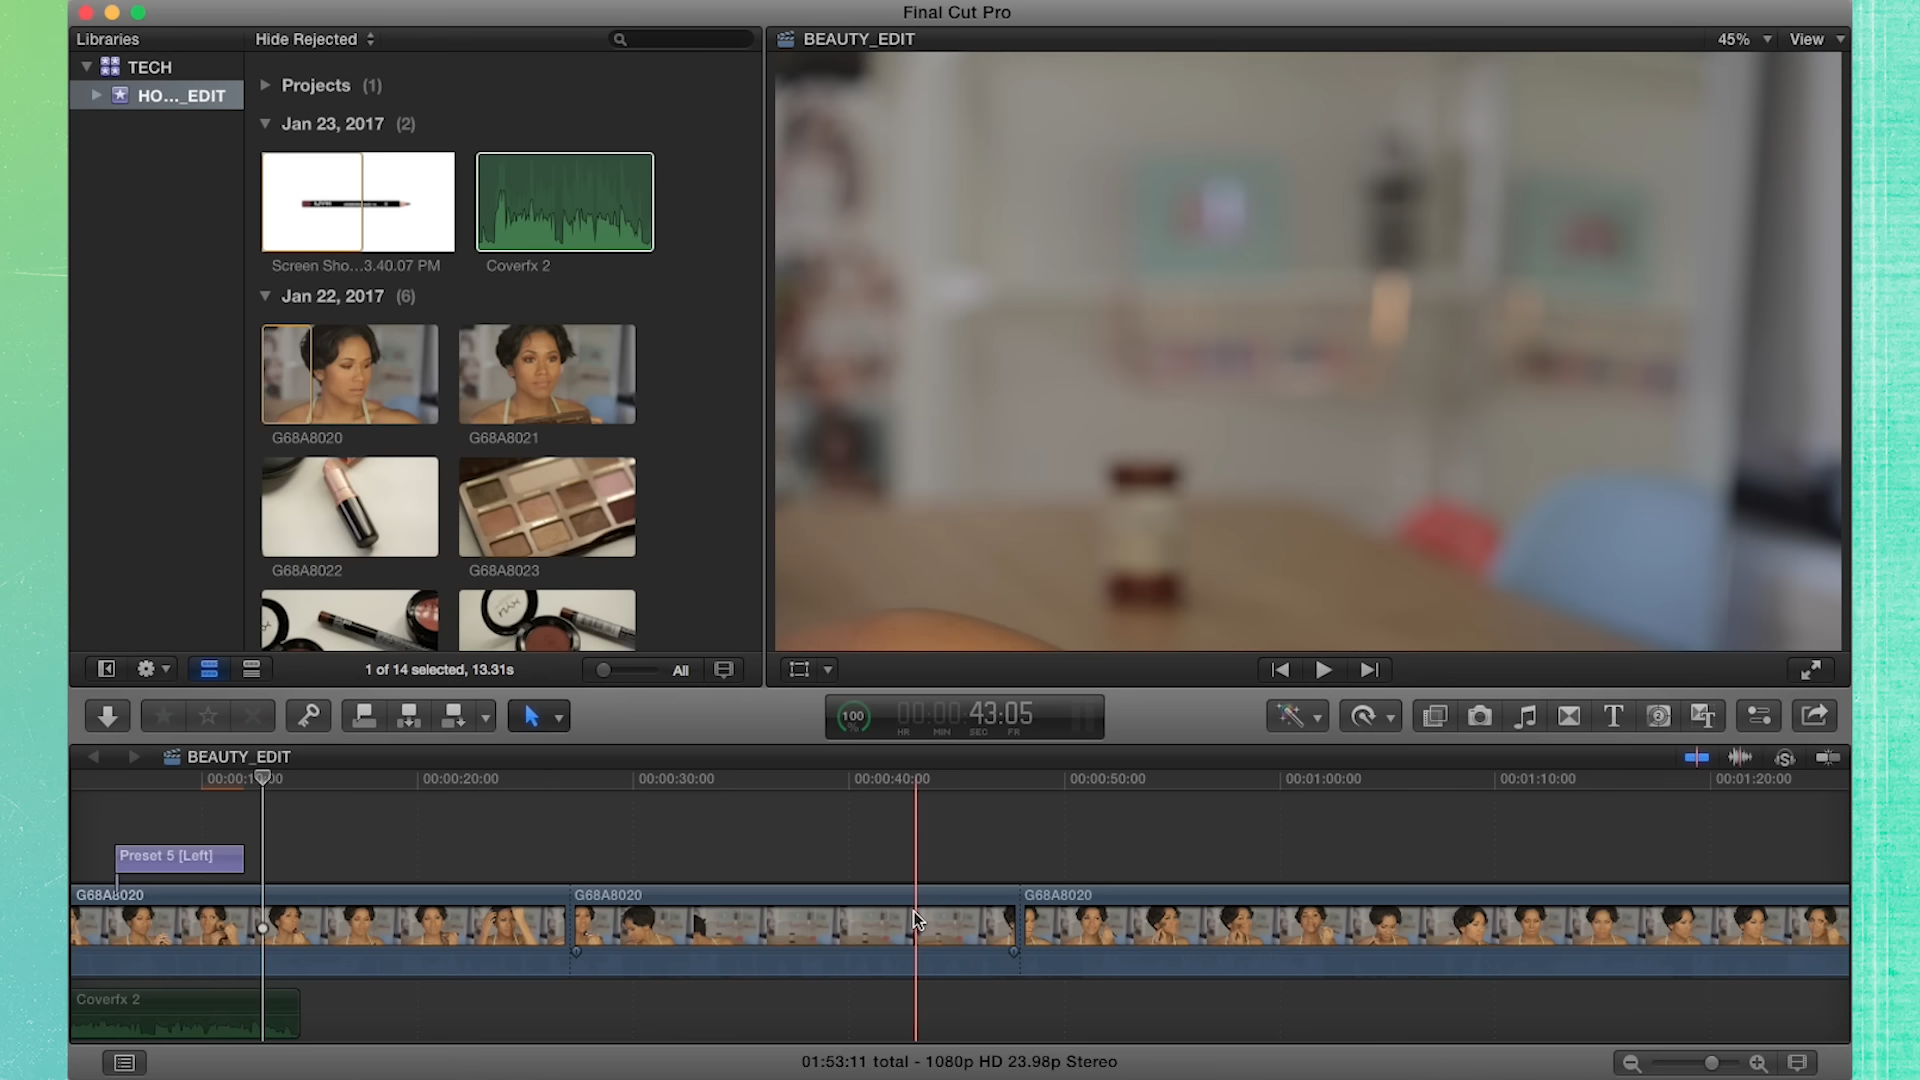 Final Cut Pro
Libraries
Hide Rejected
BEAUTY_EDIT
45%
View
TECH
HO..._EDIT
Projects (1)
Jan 23, 2017 (2)
Screen Sho...3.40.07 PM
Coverfx 2
Jan 22, 2017 (6)
G68A8020
G68A8021
G68A8022
G68A8023
1 of 14 selected, 13.31s
All
100
%
00:00:43:05
HR MIN SEC FR
BEAUTY_EDIT
00:00:10:00
00:00:20:00
00:00:30:00
00:00:40:00
00:00:50:00
00:01:00:00
00:01:10:00
00:01:20:00
Preset 5 [Left]
G68A8020
G68A8020
G68A8020
Coverfx 2
01:53:11 total - 1080p HD 23.98p Stereo